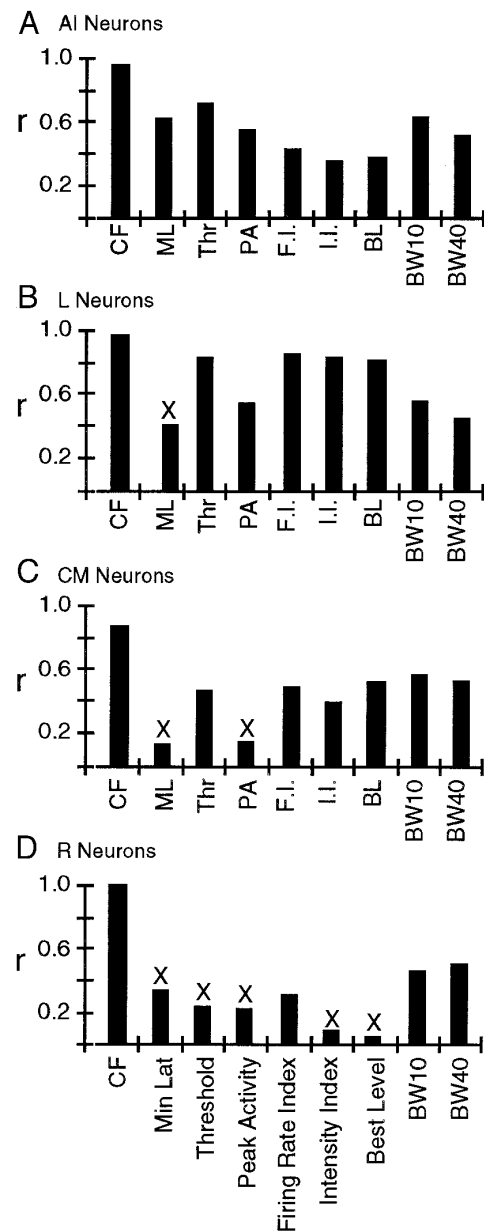 A AI Neurons
1.0
r 0.6
0.2
CF ML Thr PA F.I. I.I. BL BW10 BW40
B L Neurons
1.0
0.6
r X
0.2
CF ML Thr PA F.I. I.I. BL BW10 BW40
C CM Neurons
1.0
0.6
r
0.2 X X
CF ML Thr PA F.I. I.I. BL BW10 BW40
D R Neurons
1.0
0.6
r X X X
0.2 X X
CF Min Lat Threshold Peak Activity Firing Rate Index Intensity Index Best Level BW10 BW40